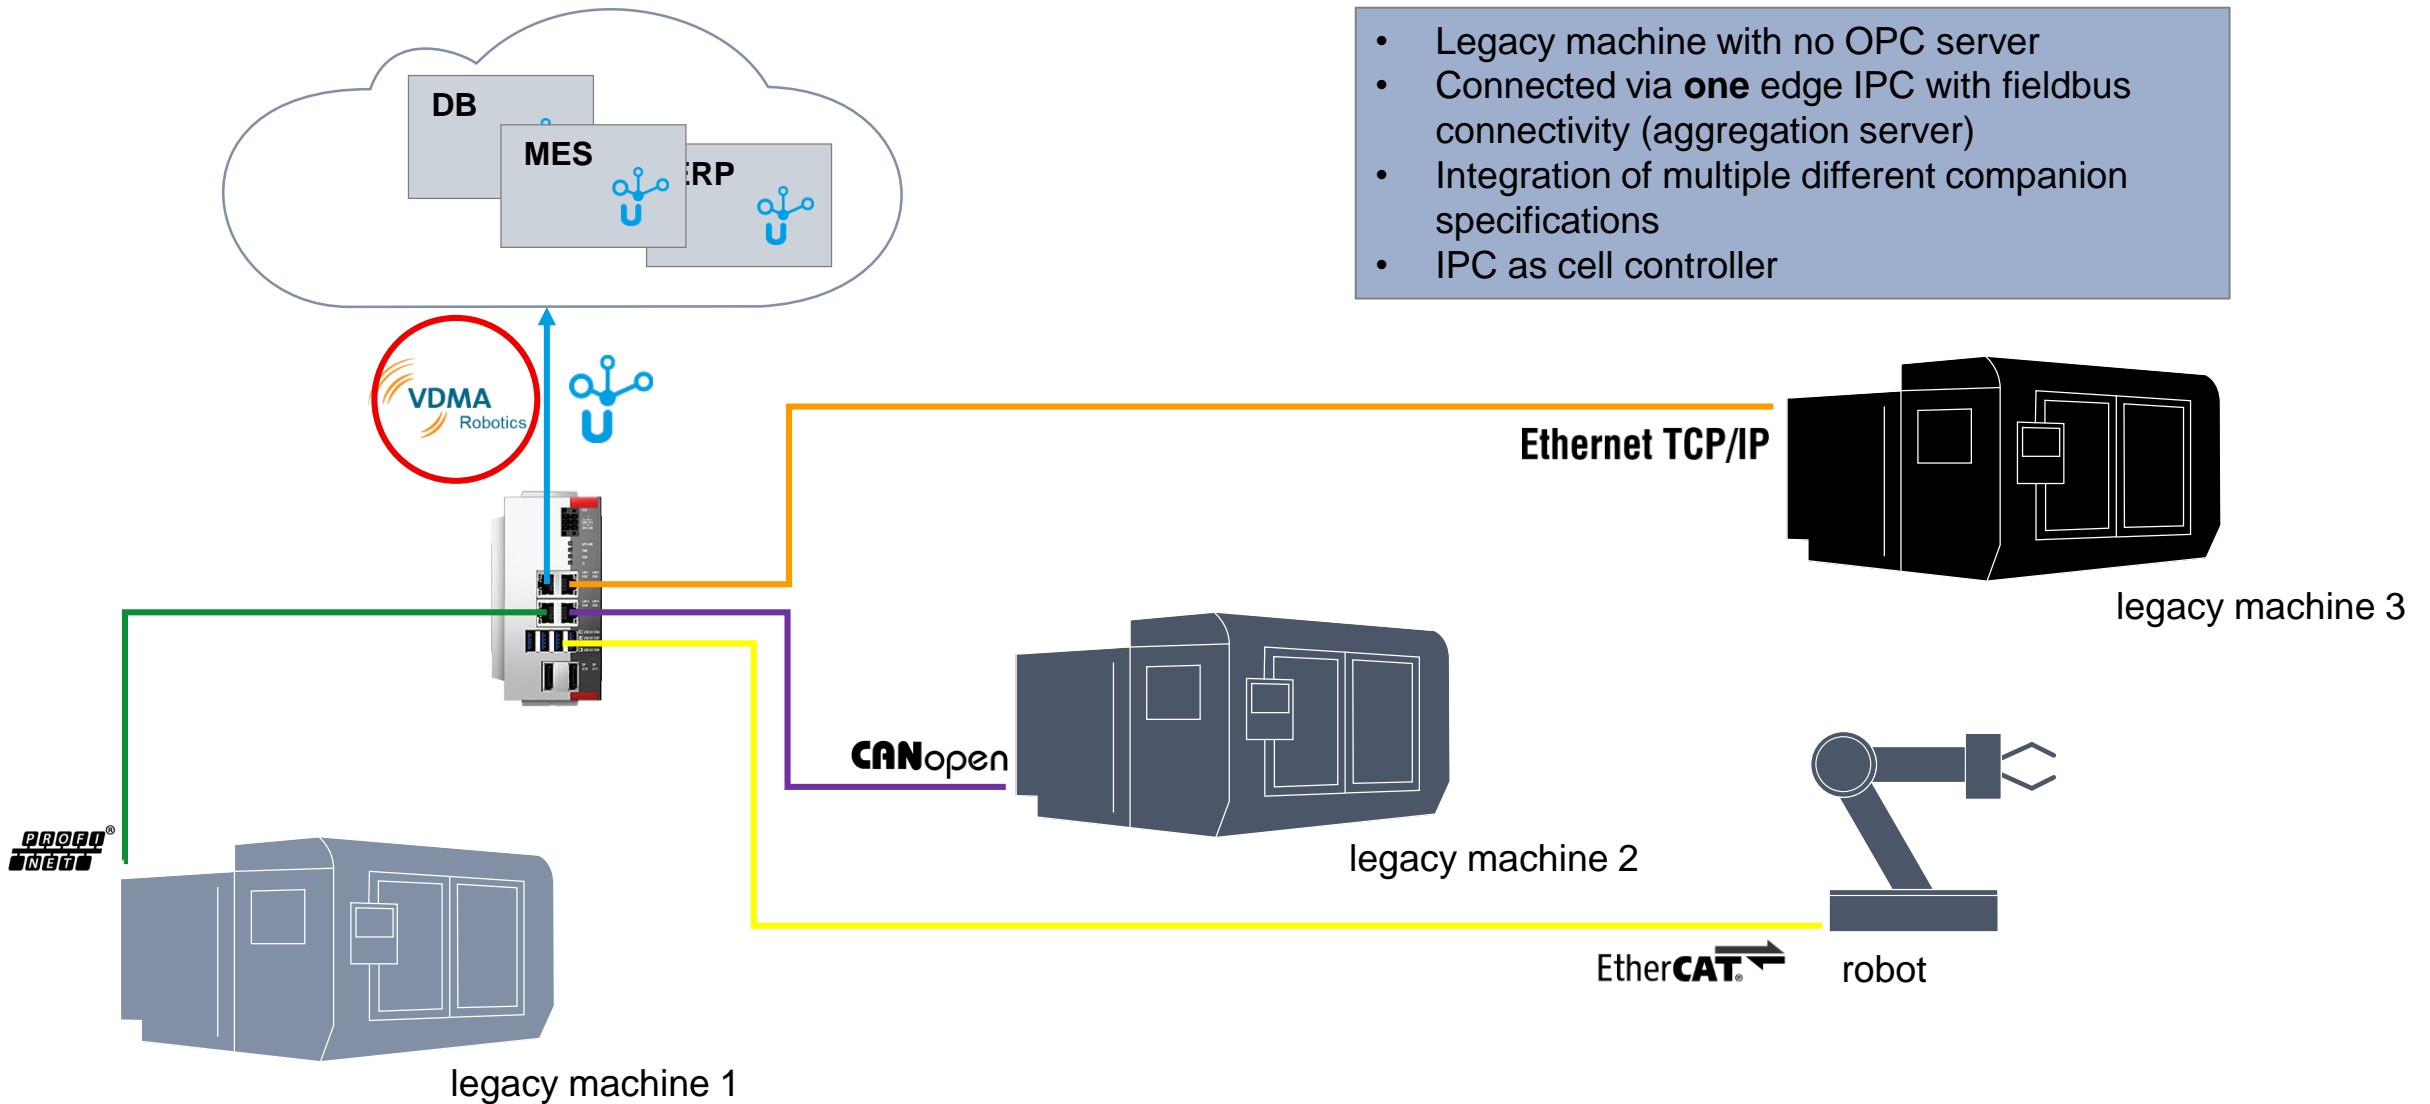 DB
MES
ERP
• Legacy machine with no OPC server
• Connected via one edge IPC with fieldbus
connectivity (aggregation server)
• Integration of multiple different companion
specifications
• IPC as cell controller
VDMA
Robotics
Ethernet TCP/IP
legacy machine 3
CANopen
legacy machine 2
PROFI®
NET
EtherCAT®
robot
legacy machine 1